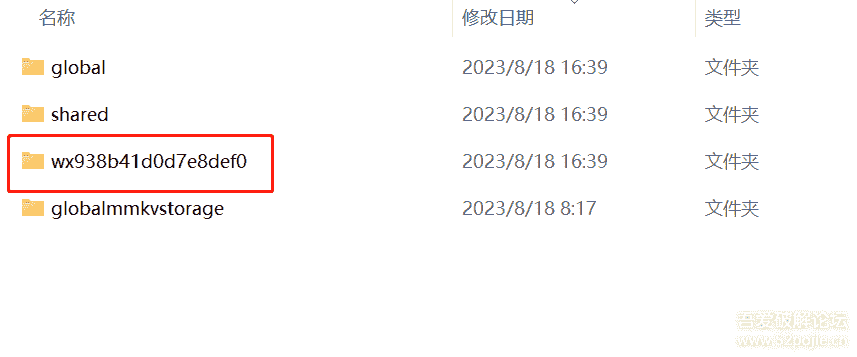 名称 修改日期 类型
global 2023/8/18 16:39 文件夹
shared 2023/8/18 16:39 文件夹
wx938b41d0d7e8def0 2023/8/18 16:39 文件夹
globalmmkvstorage 2023/8/18 8:17 文件夹
吾爱破解论坛
www.52pojie.cn